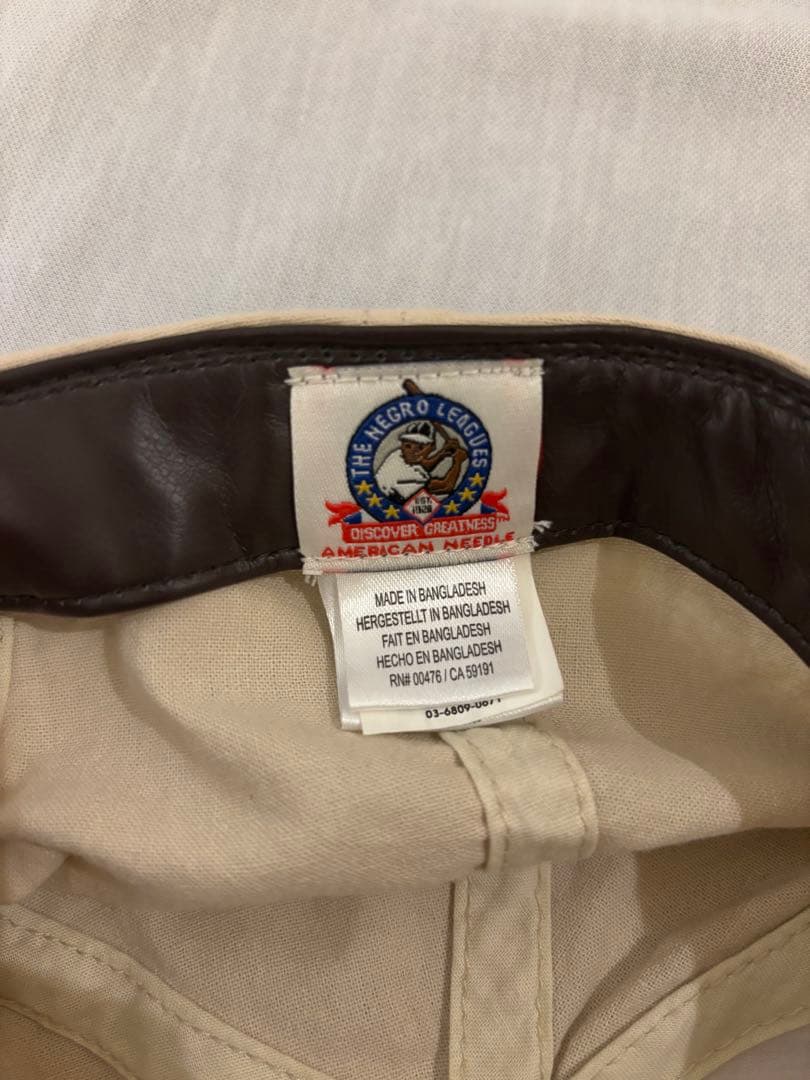 THE NEGRO LEAGUES
EST.
1920
DISCOVER GREATNESS™
AMERICAN NEEDLE
MADE IN BANGLADESH
HERGESTELLT IN BANGLADESH
FAIT EN BANGLADESH
HECHO EN BANGLADESH
RN# 00476 / CA 59191